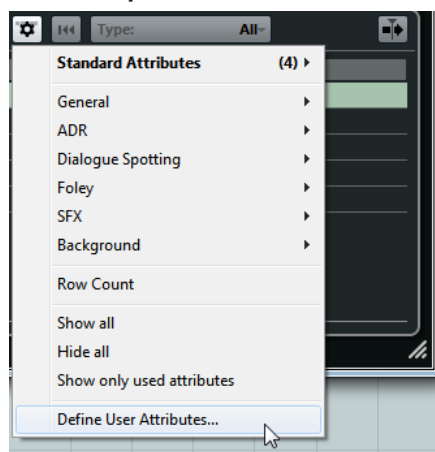 Type: All
Standard Attributes (4)
General
ADR
Dialogue Spotting
Foley
SFX
Background
Row Count
Show all
Hide all
Show only used attributes
Define User Attributes...